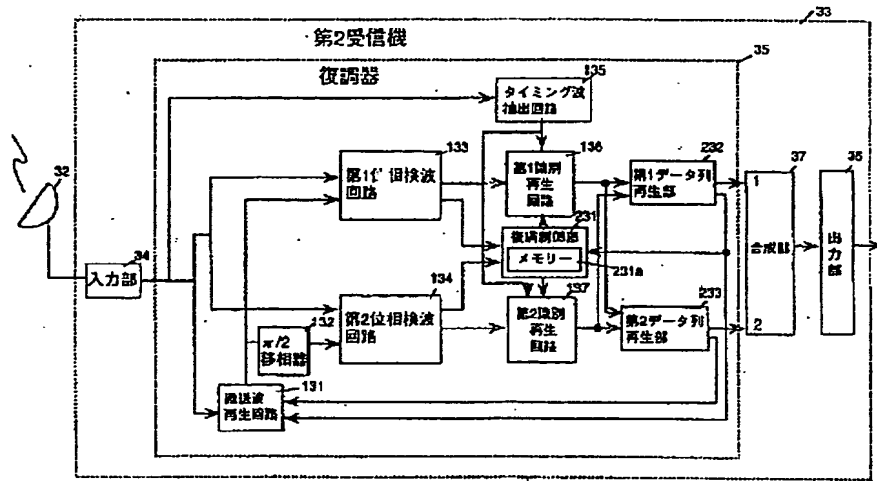 33
第2受信機
35
復調器
135
タイミング波
抽出回路
32
133
136
232
37
36
第1位相検波
回路
第1識別
再生
回路
第1データ列
再生部
1
231
34
復調制御部
合成部
出力部
入力部
134
メモリー
231a
132
137
233
第2位相検波
回路
第2識別
再生
回路
第2データ列
再生部
2
π/2
移相器
131
搬送波
再生回路